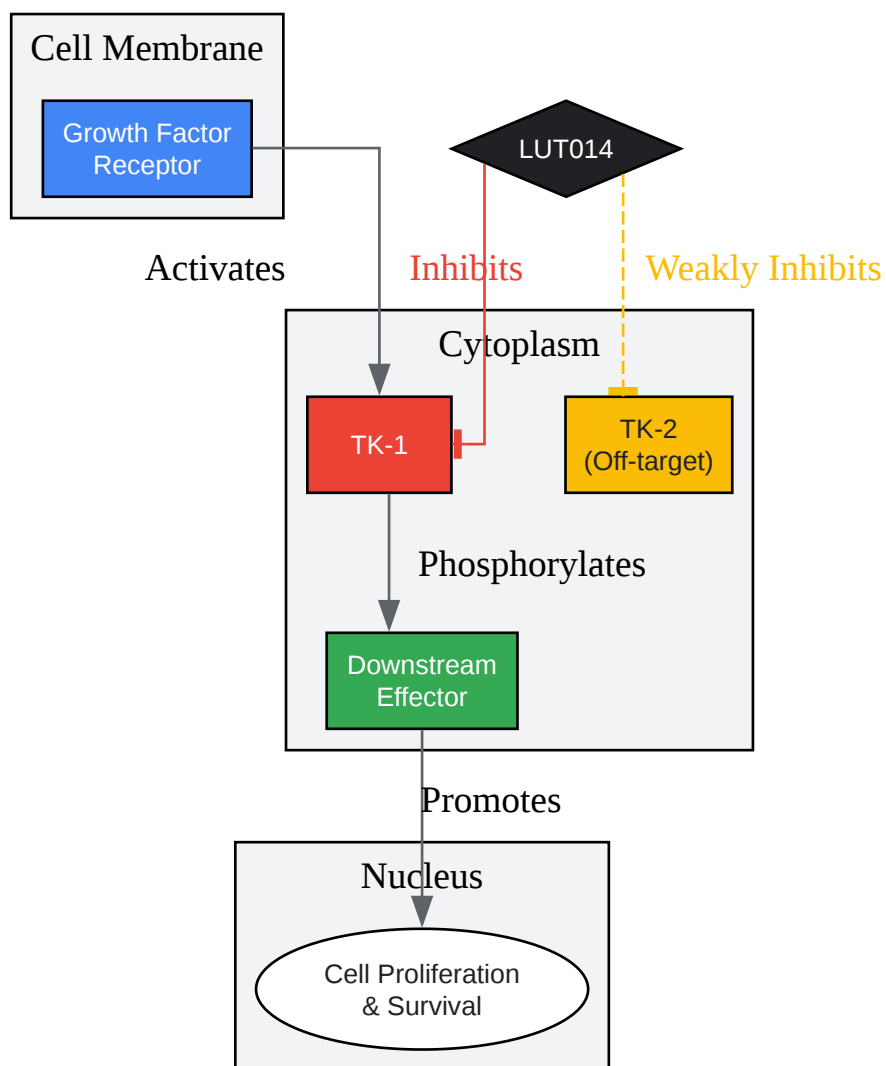 Cell Membrane
Growth Factor
Receptor
LUT014
Activates
Inhibits
Weakly Inhibits
Cytoplasm
TK-1
TK-2
(Off-target)
Phosphorylates
Downstream
Effector
Promotes
Nucleus
Cell Proliferation
& Survival